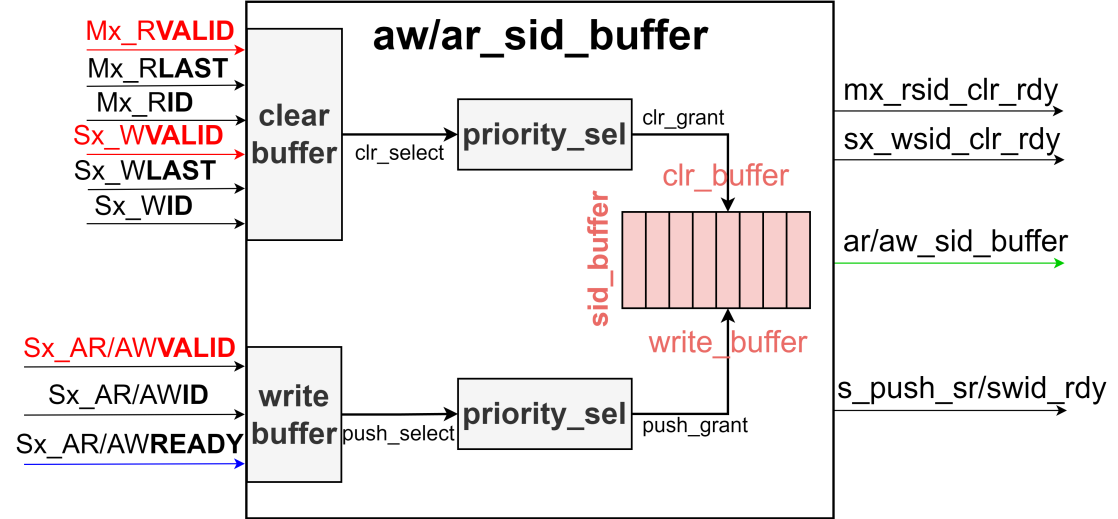 aw/ar_sid_buffer
Mx_RVALID
Mx_RLAST
Mx_RID
Sx_WVALID
Sx_WLAST
Sx_WID
clear
buffer
clr_select
priority_sel
clr_grant
clr_buffer
sid_buffer
write_buffer
Sx_AR/AWVALID
Sx_AR/AWID
Sx_AR/AWREADY
write
buffer
push_select
priority_sel
push_grant
mx_rsid_clr_rdy
sx_wsid_clr_rdy
ar/aw_sid_buffer
s_push_sr/swid_rdy